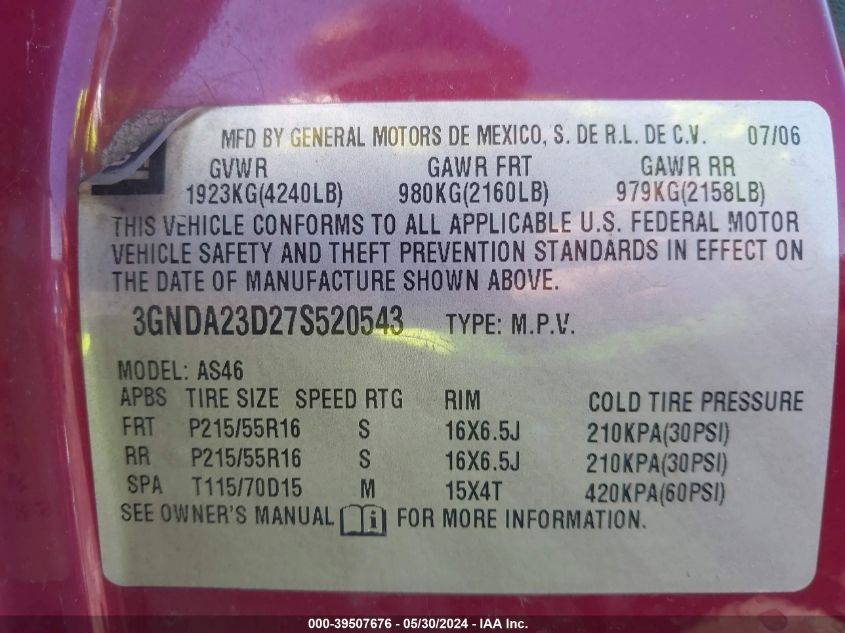 MFD BY GENERAL MOTORS DE MEXICO, S. DE R.L. DE C.V. 07/06
GVWR GAWR FRT GAWR RR
1923KG(4240LB) 980KG(2160LB) 979KG(2158LB)
THIS VEHICLE CONFORMS TO ALL APPLICABLE U.S. FEDERAL MOTOR
VEHICLE SAFETY AND THEFT PREVENTION STANDARDS IN EFFECT ON
THE DATE OF MANUFACTURE SHOWN ABOVE.
3GNDA23D27S520543 TYPE: M.P.V.
MODEL: AS46
APBS TIRE SIZE SPEED RTG RIM COLD TIRE PRESSURE
FRT P215/55R16 S 16X6.5J 210KPA(30PSI)
RR P215/55R16 S 16X6.5J 210KPA(30PSI)
SPA T115/70D15 M 15X4T 420KPA(60PSI)
SEE OWNER'S MANUAL i FOR MORE INFORMATION.
000-39507676 - 05/30/2024 - IAA Inc.